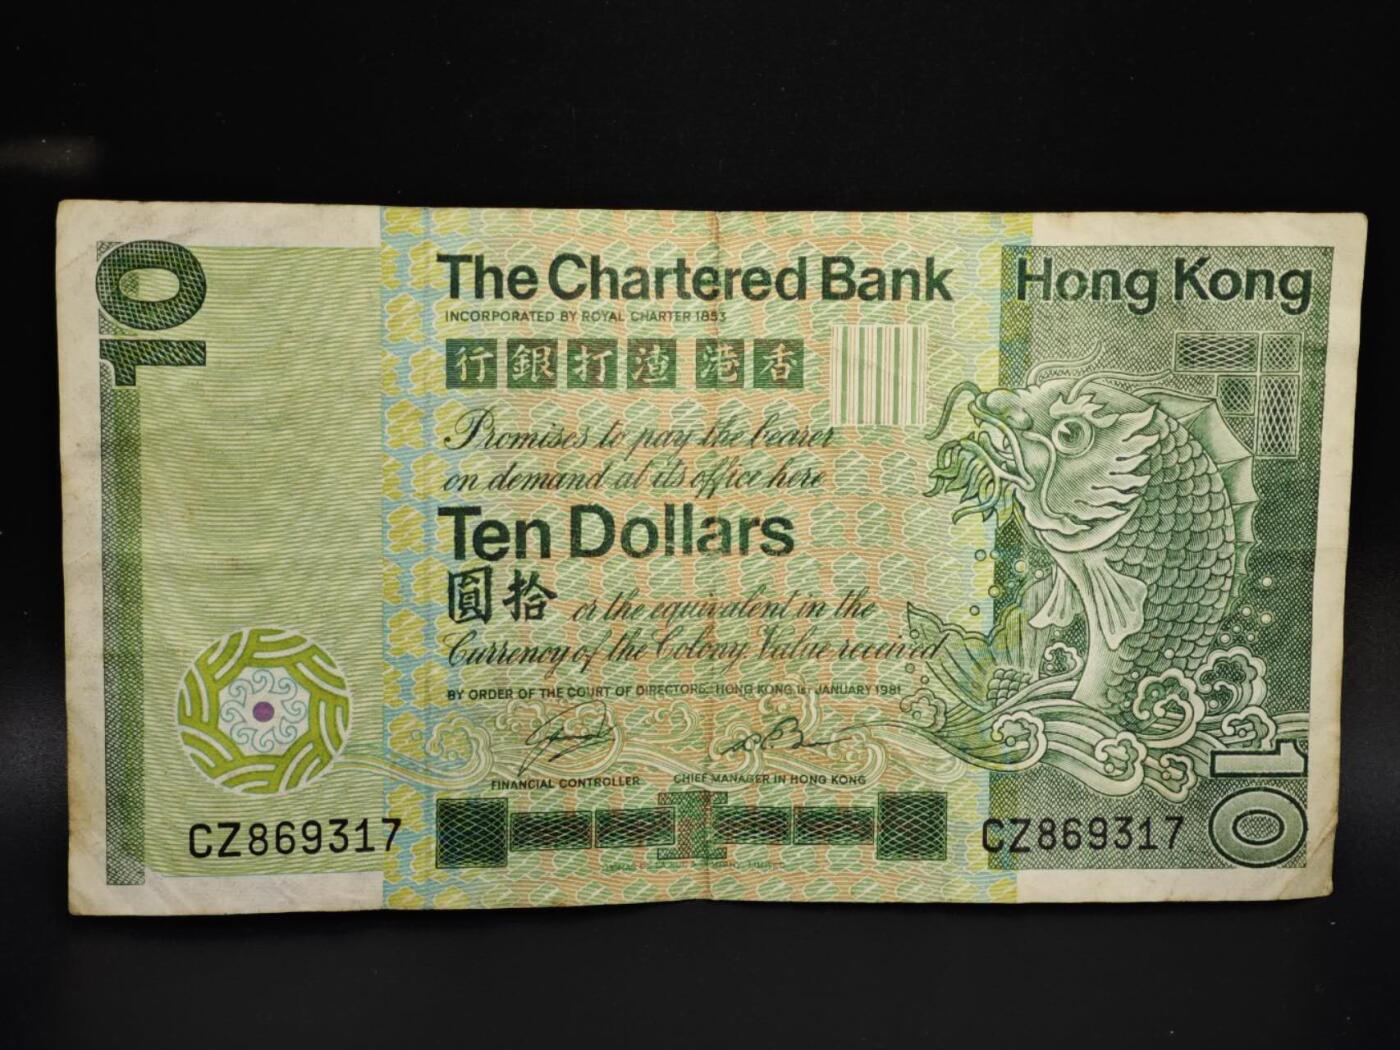 10
The Chartered Bank
Hong Kong
INCORPORATED BY ROYAL CHARTER 1853
行銀打渣港香
Promises to pay the bearer
on demand at its office here
Ten Dollars
圓拾 or the equivalent in the
Currency of the Colony Value received
BY ORDER OF THE COURT OF DIRECTORS: HONG KONG 1ST JANUARY 1981
FINANCIAL CONTROLLER
CHIEF MANAGER IN HONG KONG
CZ869317
CZ869317
10